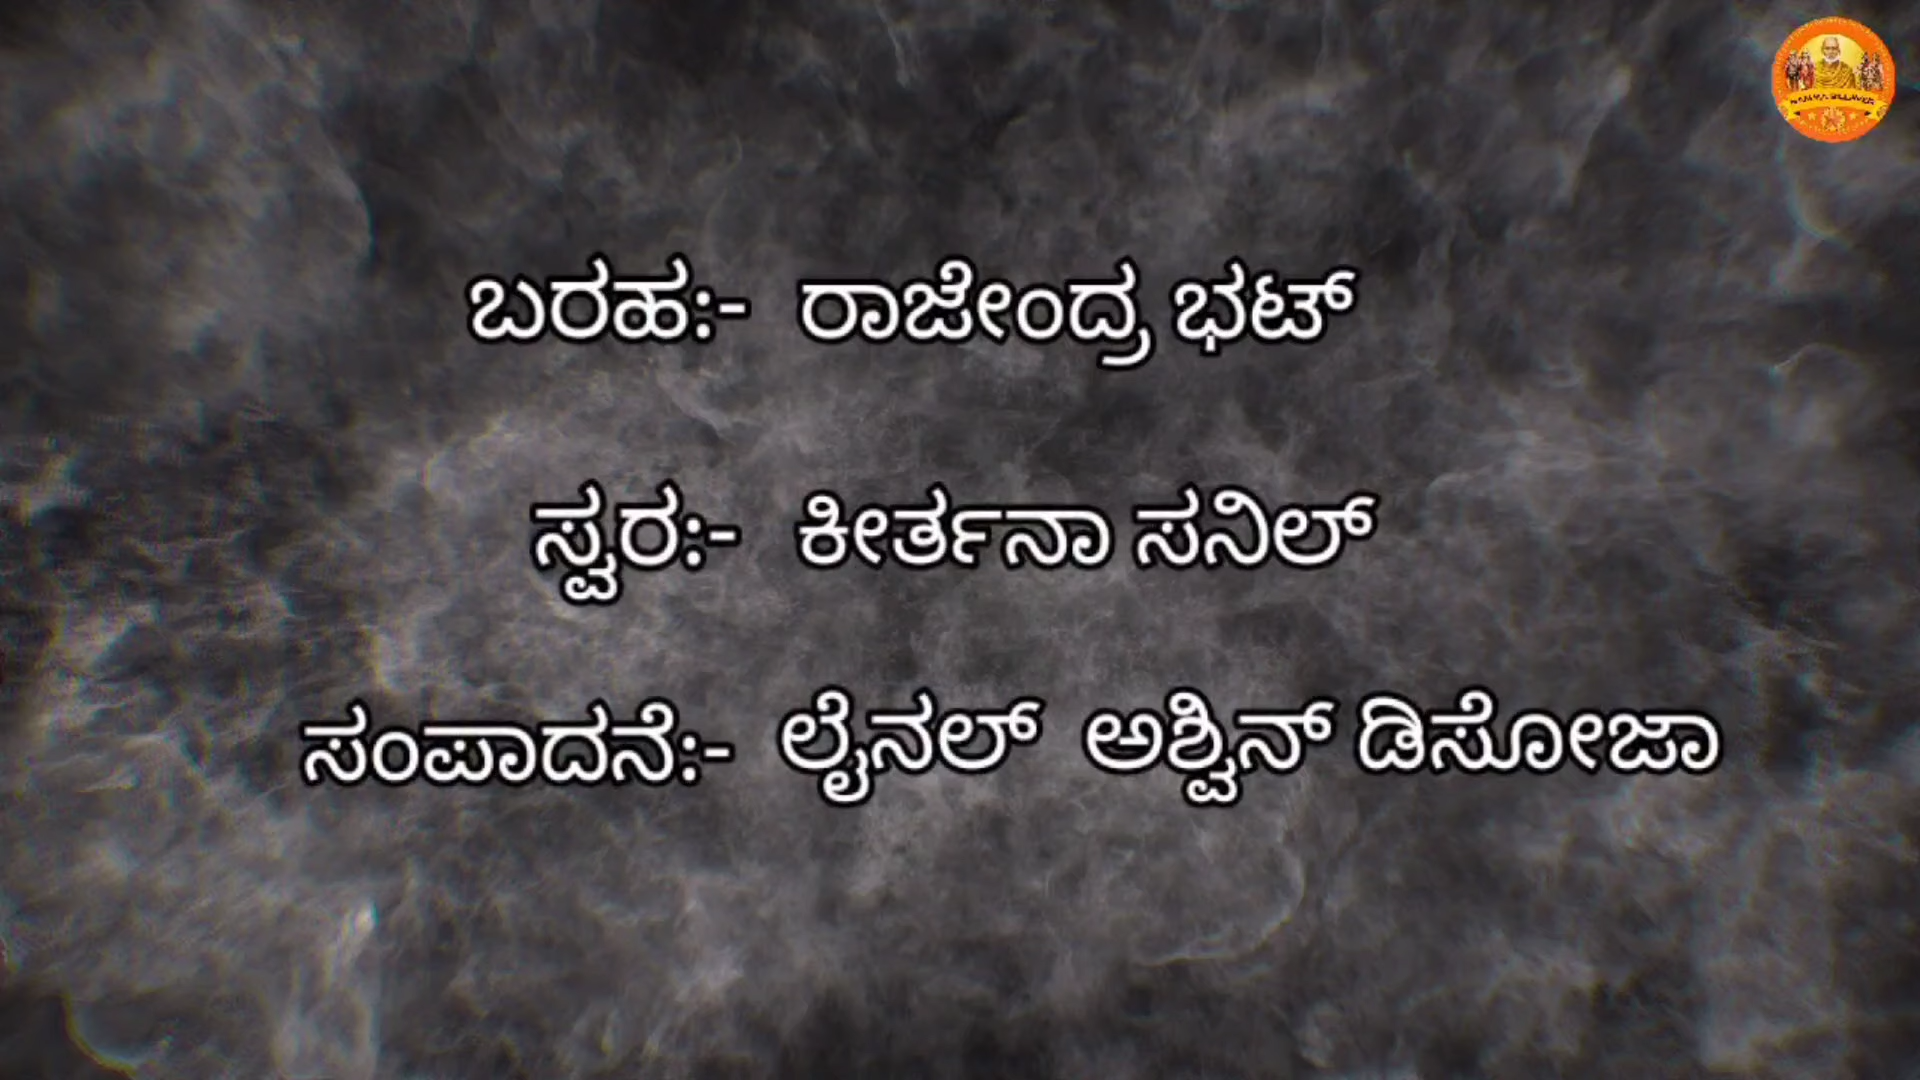 ಬರಹ:- ರಾಜೇಂದ್ರ ಭಟ್
ಸ್ವರ:- ಕೀರ್ತನಾ ಸನಿಲ್
ಸಂಪಾದನೆ:- ಲೈನಲ್ ಅಶ್ವಿನ್ ಡಿಸೋಜಾ